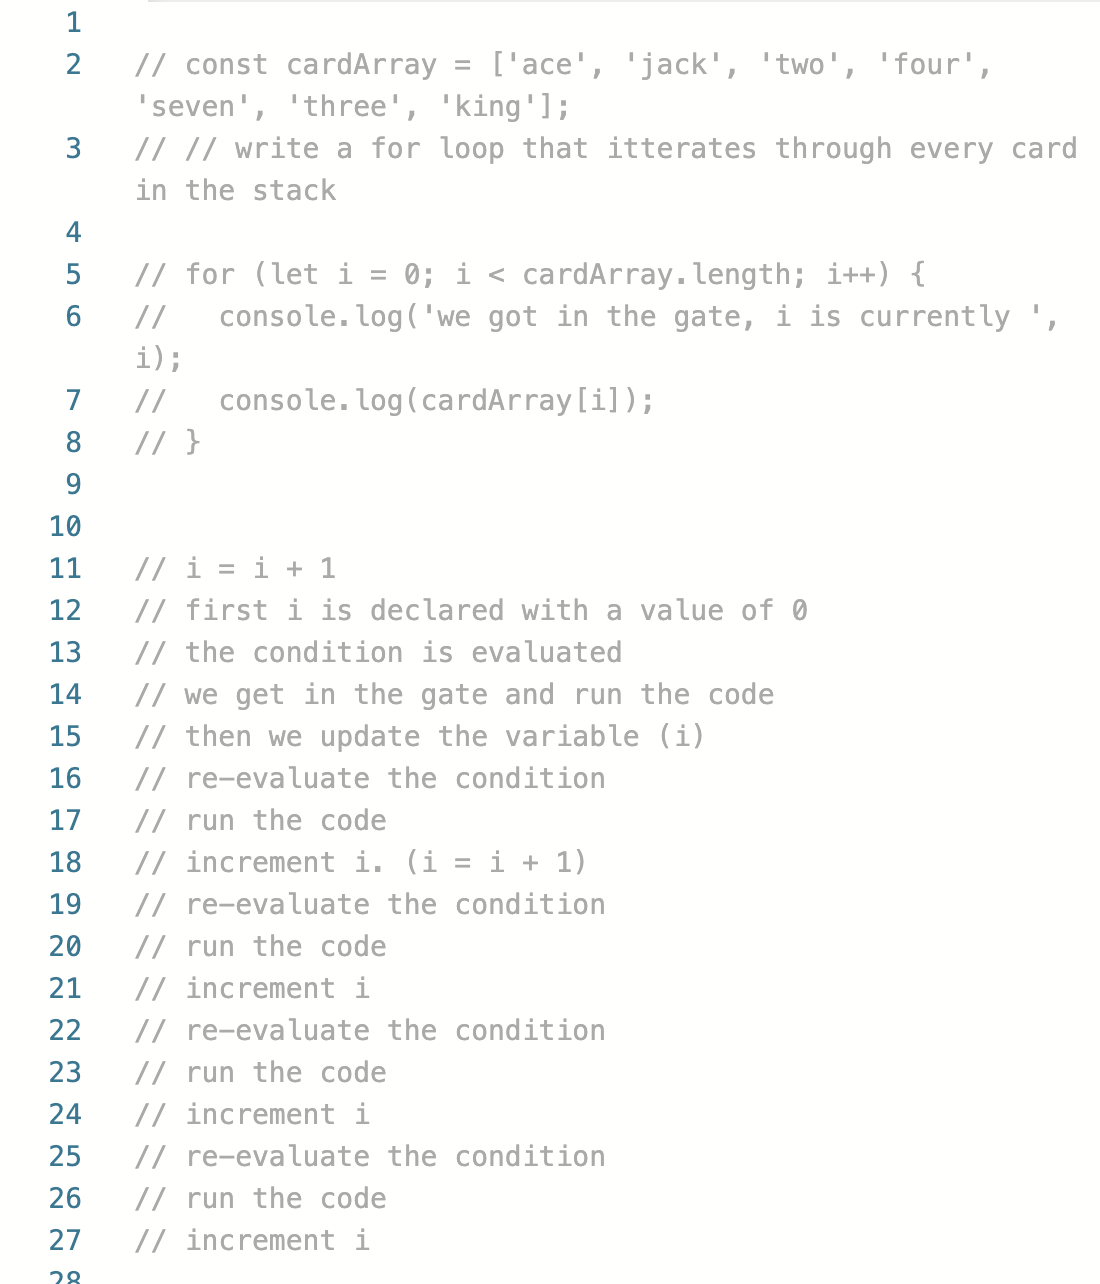 1
2 // const cardArray = ['ace', 'jack', 'two', 'four',
'seven', 'three', 'king'];
3 // // write a for loop that itterates through every card
in the stack
4
5 // for (let i = 0; i < cardArray.length; i++) {
6 //   console.log('we got in the gate, i is currently ',
i);
7 //   console.log(cardArray[i]);
8 // }
9
10
11 // i = i + 1
12 // first i is declared with a value of 0
13 // the condition is evaluated
14 // we get in the gate and run the code
15 // then we update the variable (i)
16 // re-evaluate the condition
17 // run the code
18 // increment i. (i = i + 1)
19 // re-evaluate the condition
20 // run the code
21 // increment i
22 // re-evaluate the condition
23 // run the code
24 // increment i
25 // re-evaluate the condition
26 // run the code
27 // increment i
28